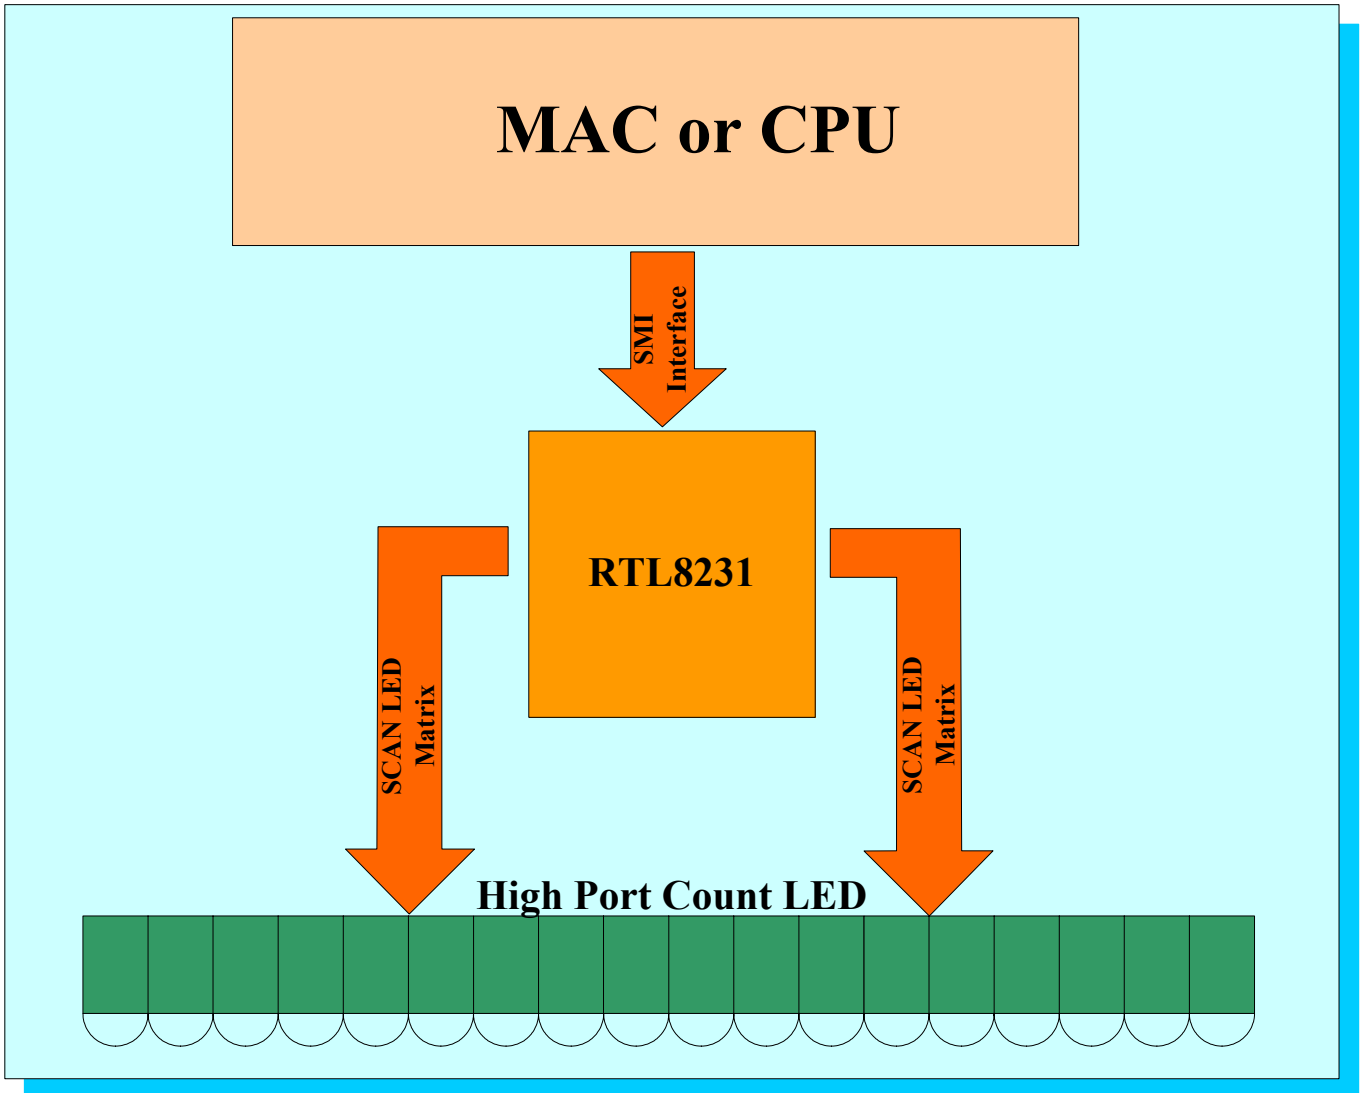 MAC or CPU
SMI
Interface
RTL8231
SCAN LED
Matrix
SCAN LED
Matrix
High Port Count LED